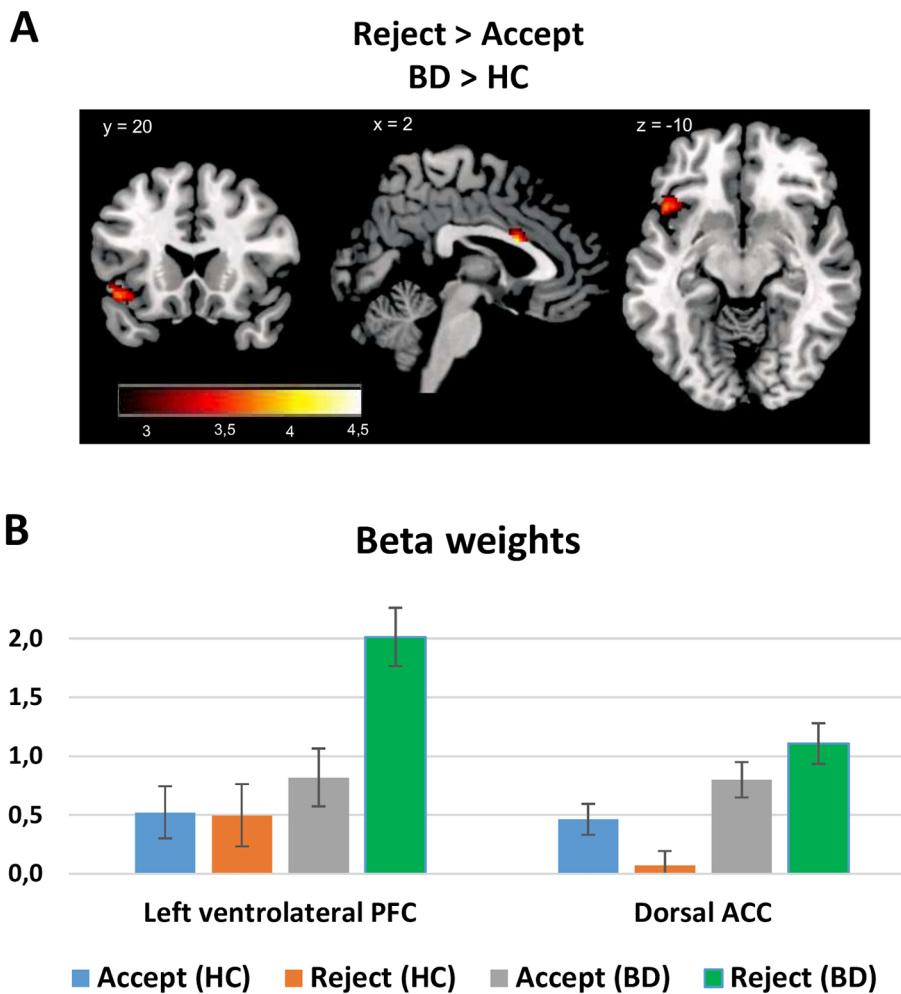 A
Reject > Accept
BD > HC
y = 20
x = 2
z = -10
3
3,5
4
4,5
B
Beta weights
2,0
1,5
1,0
0,5
0,0
Left ventrolateral PFC
Dorsal ACC
Accept (HC)
Reject (HC)
Accept (BD)
Reject (BD)